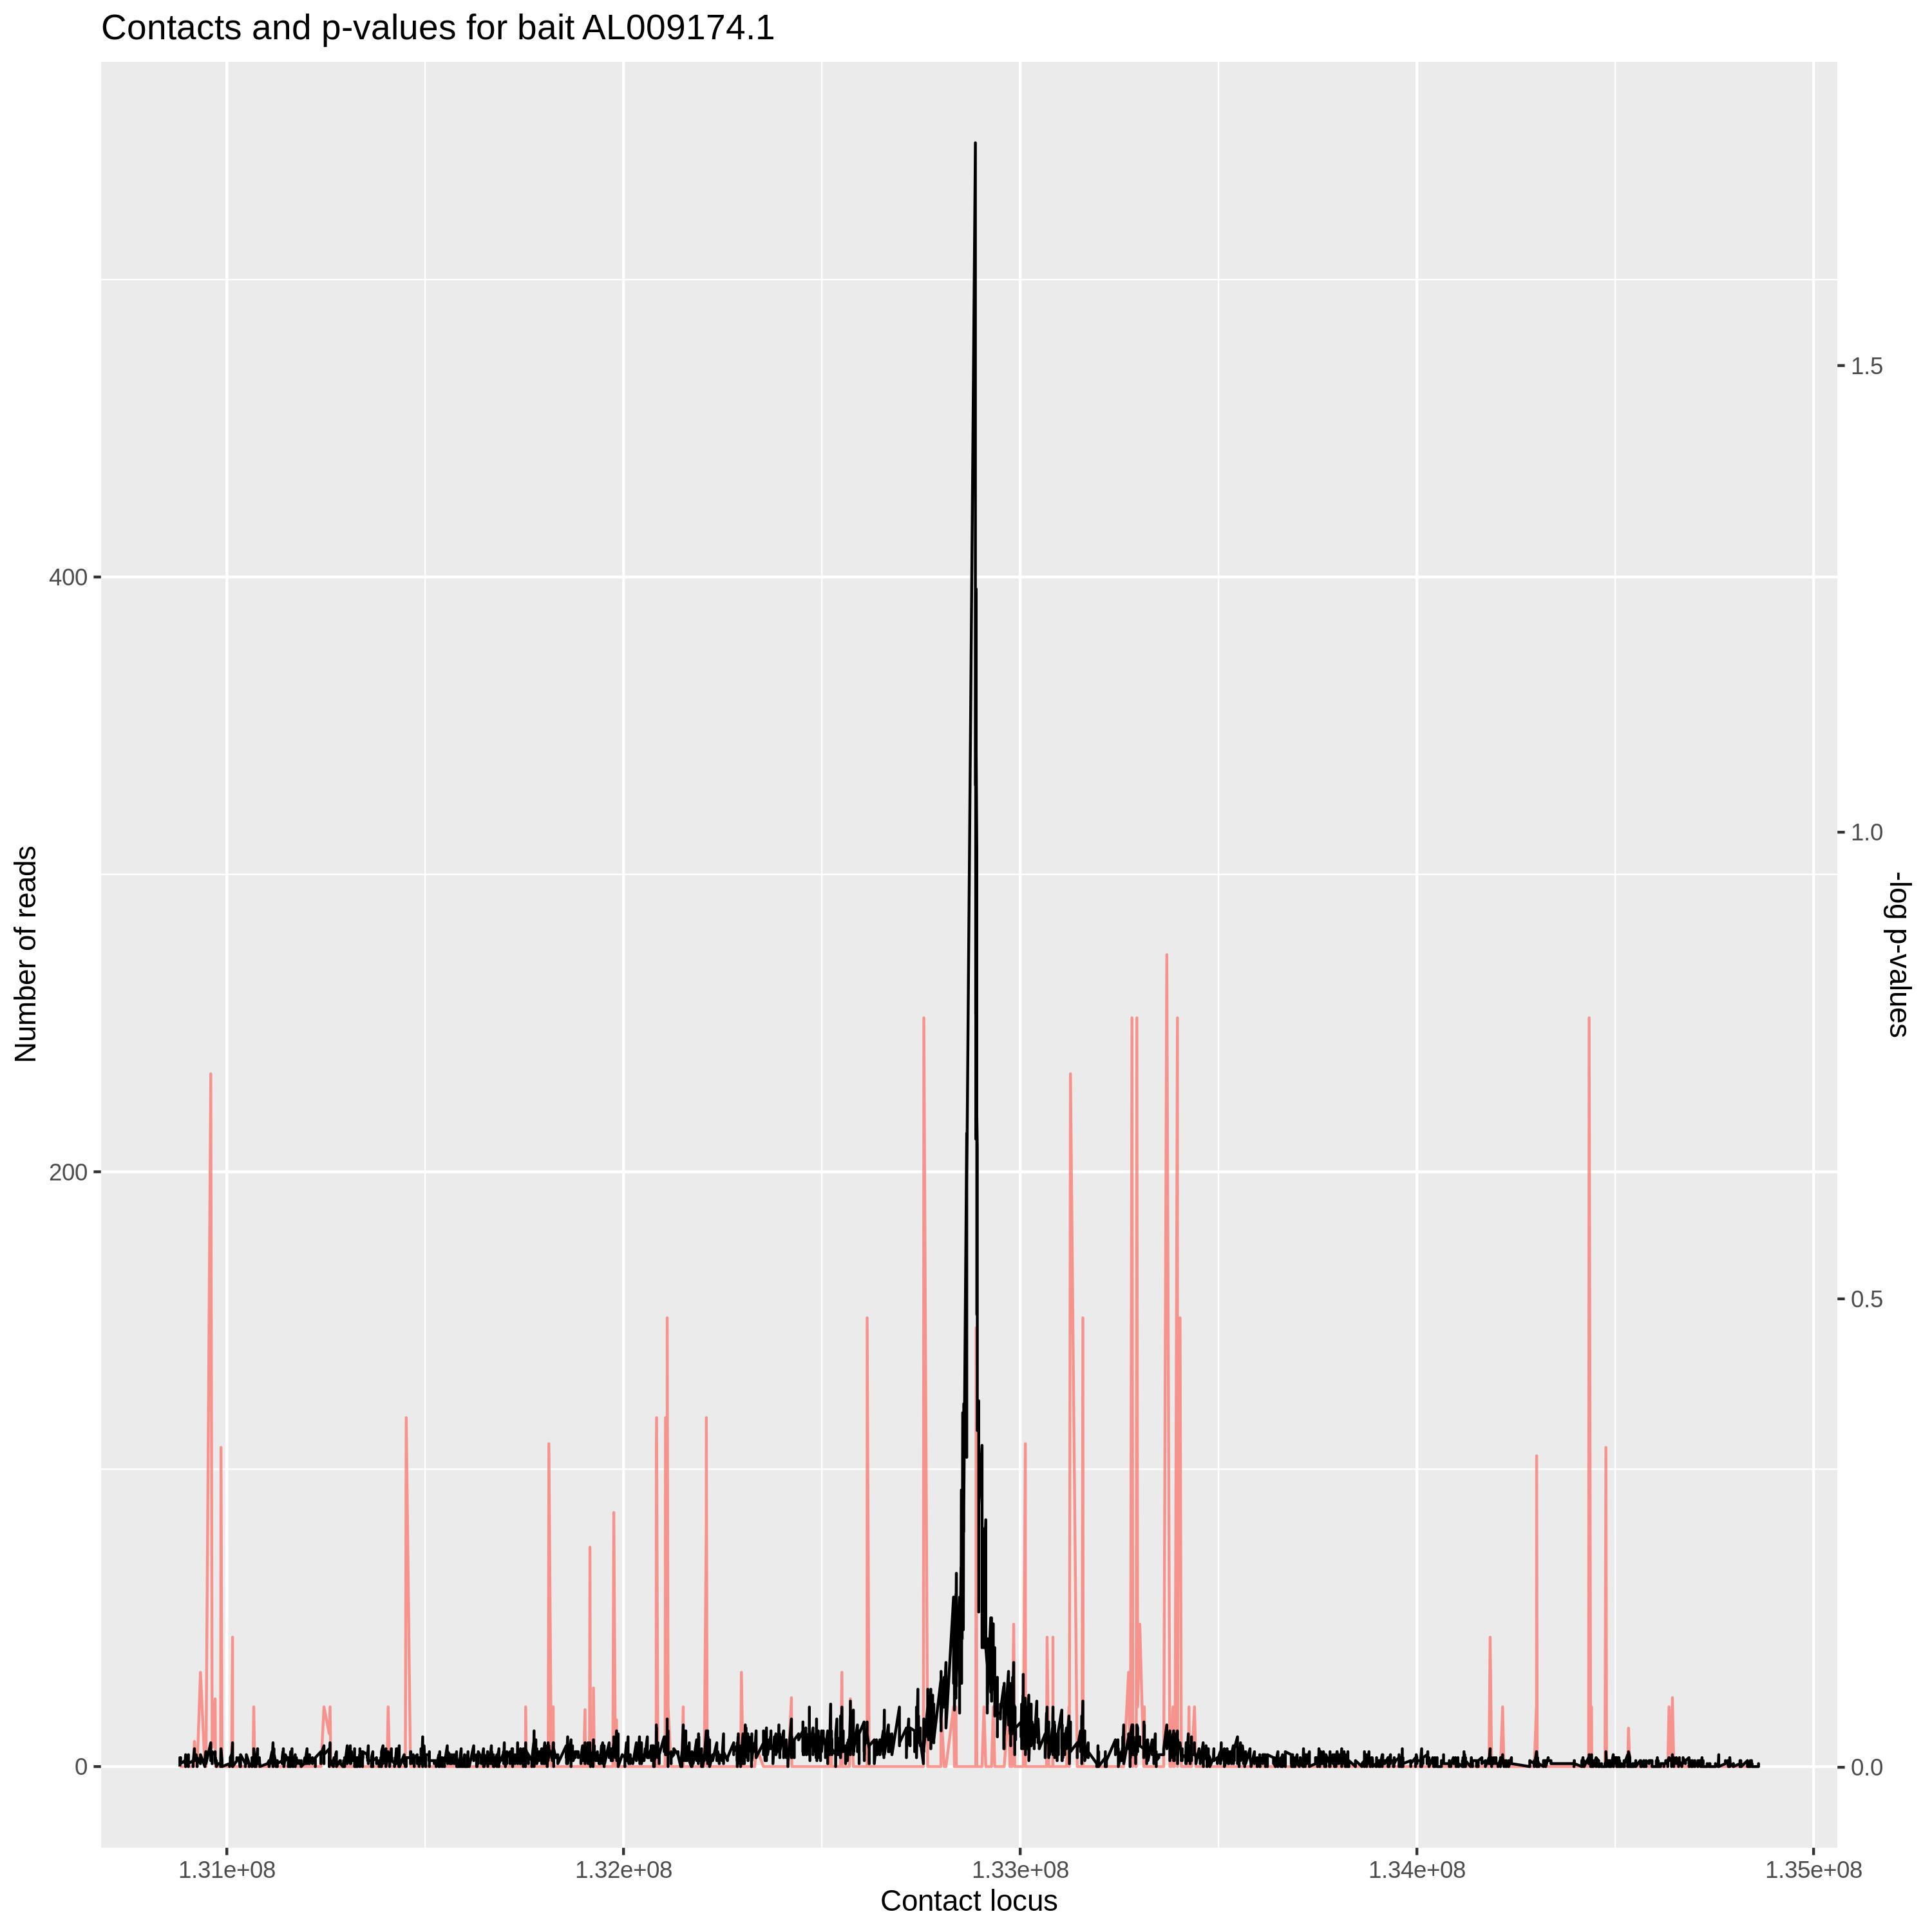 Contacts and p-values for bait AL009174.1
Number of reads
400
200
0
1.5
1.0
0.5
0.0
-log p-values
1.31e+08
1.32e+08
1.33e+08
1.34e+08
1.35e+08
Contact locus